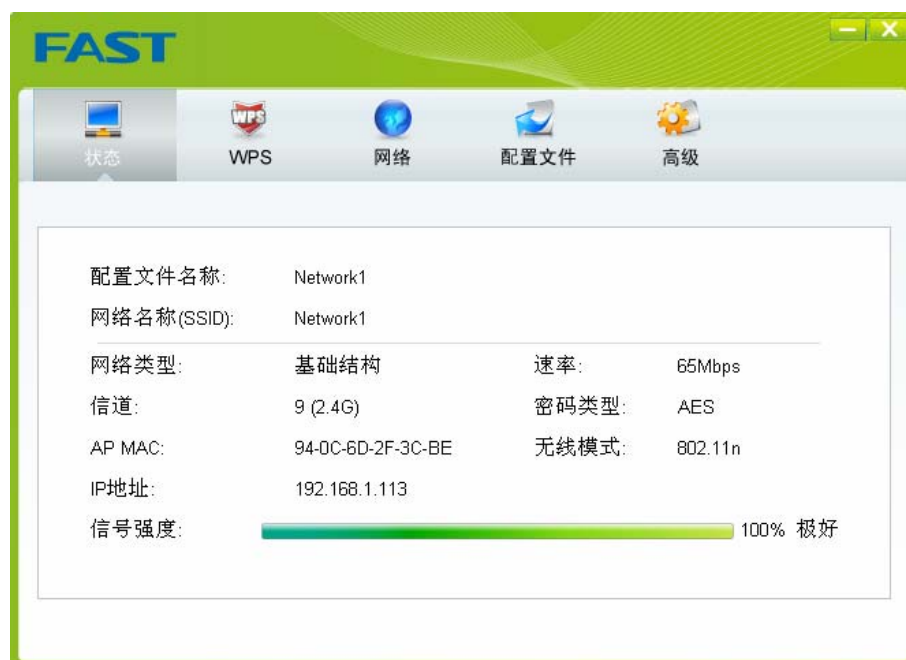 FAST
状态 WPS 网络 配置文件 高级
配置文件名称: Network1
网络名称(SSID): Network1
网络类型: 基础结构 速率: 65Mbps
信道: 9 (2.4G) 密码类型: AES
AP MAC: 94-0C-6D-2F-3C-BE 无线模式: 802.11n
IP地址: 192.168.1.113
信号强度: 100% 极好